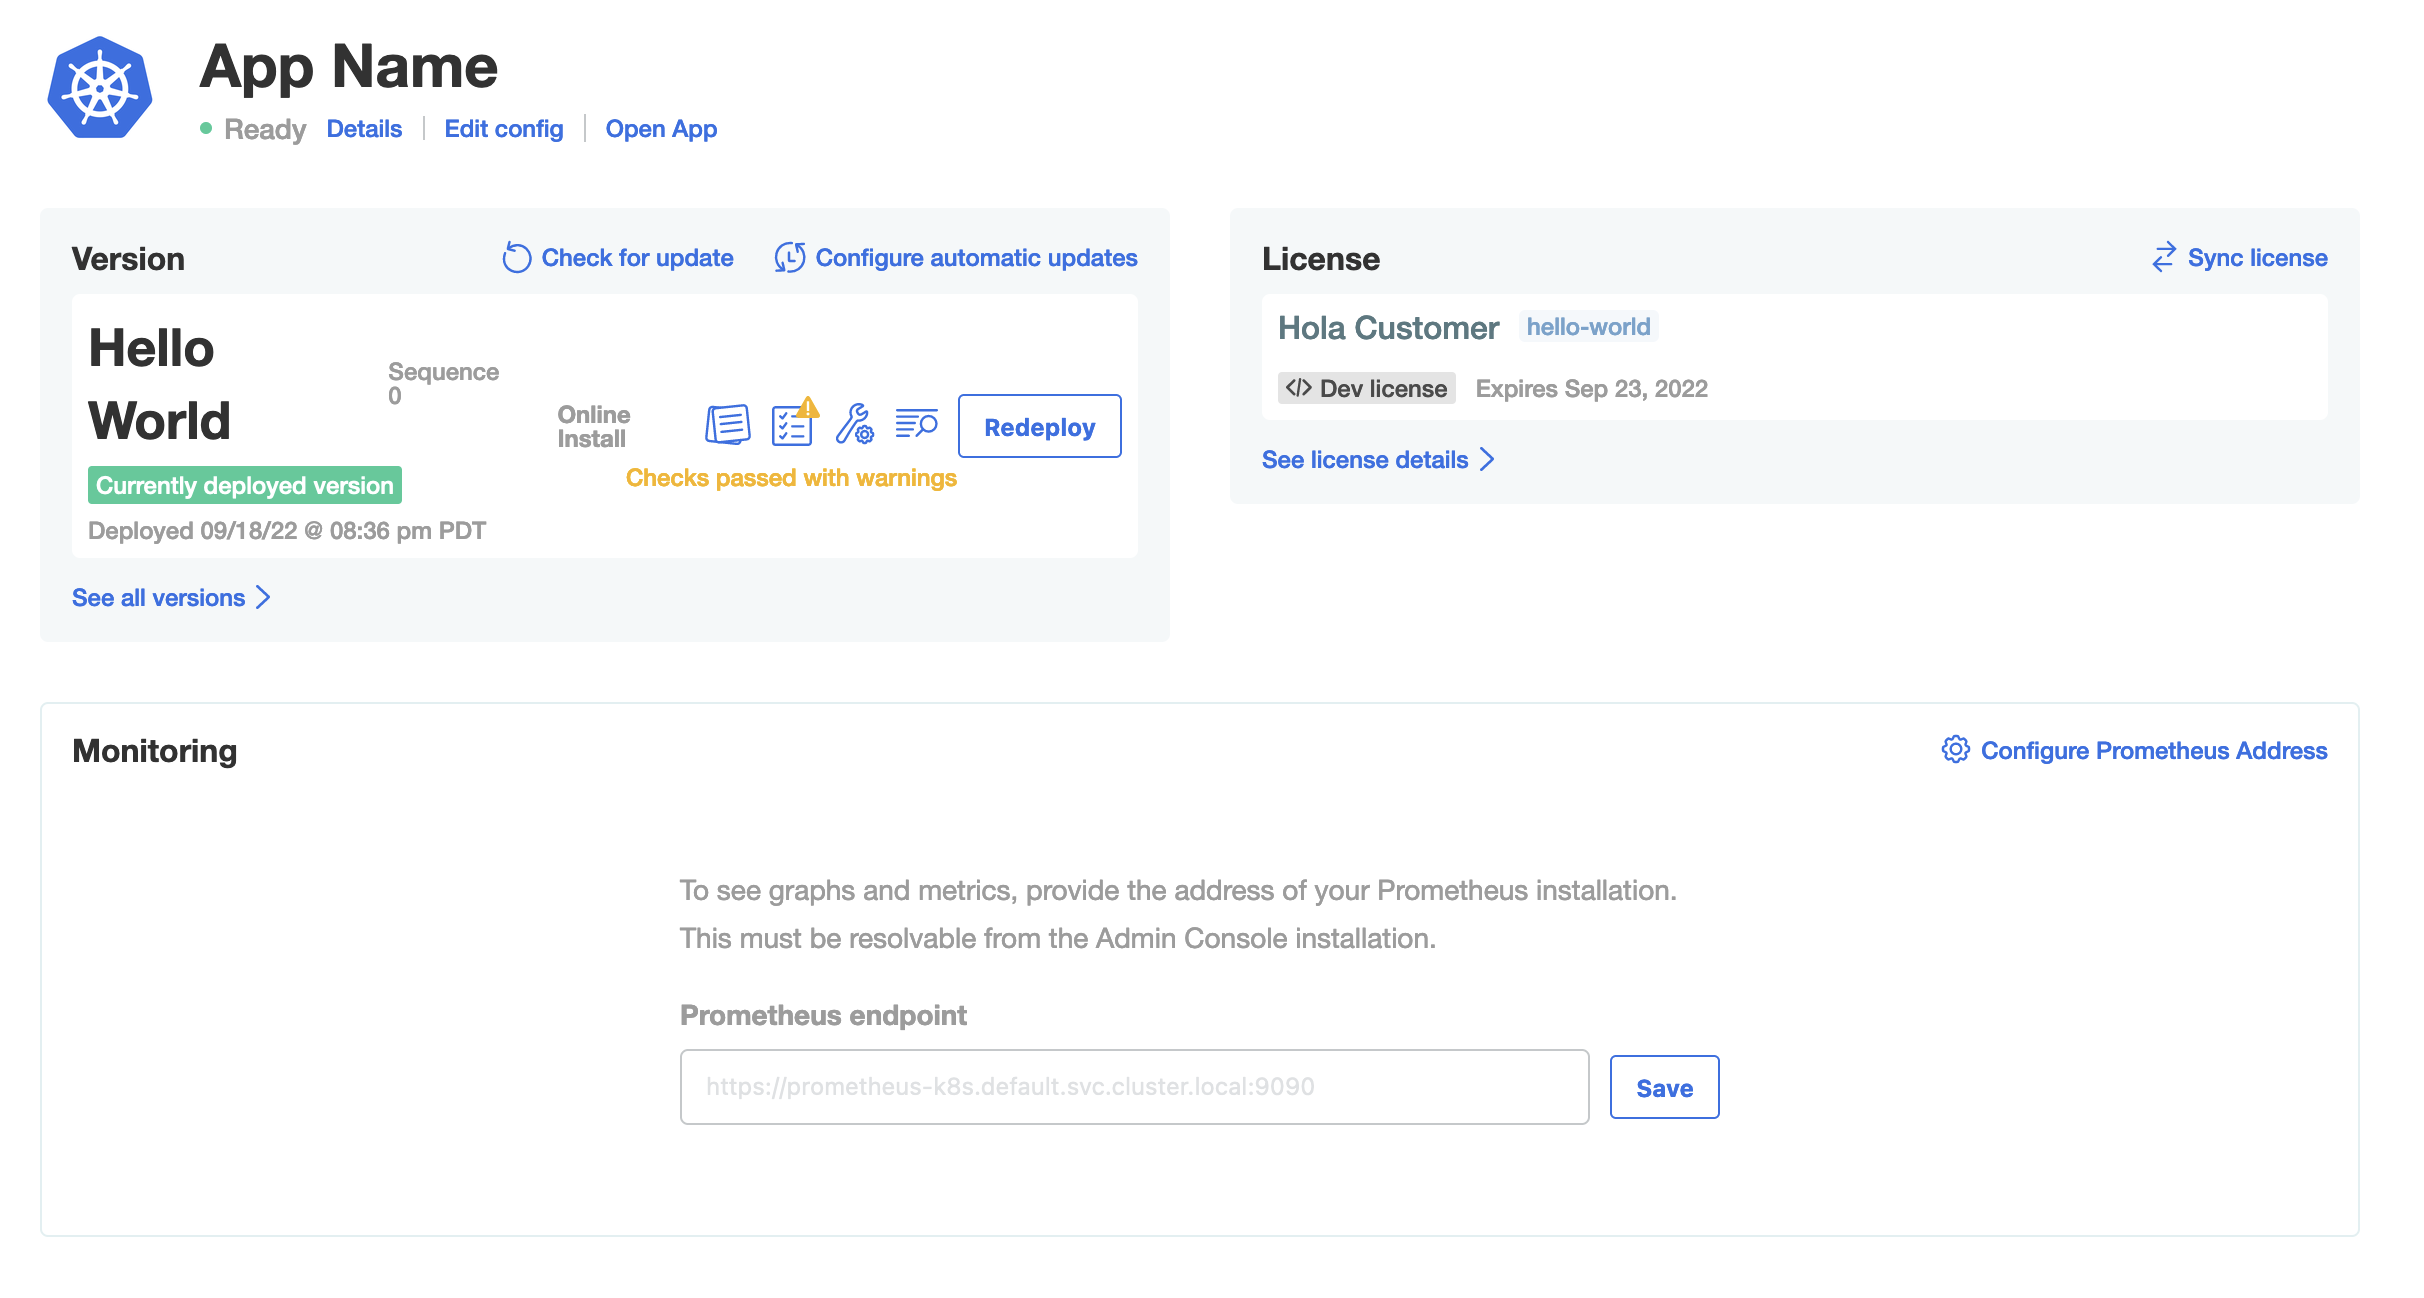 App Name
Ready Details Edit config Open App
Version Check for update Configure automatic updates
Hello
World
Sequence
0
Online
Install
Redeploy
Checks passed with warnings
Currently deployed version
Deployed 09/18/22 @ 08:36 pm PDT
See all versions
License Sync license
Hola Customer hello-world
</> Dev license Expires Sep 23, 2022
See license details
Monitoring Configure Prometheus Address
To see graphs and metrics, provide the address of your Prometheus installation.
This must be resolvable from the Admin Console installation.
Prometheus endpoint
https://prometheus-k8s.default.svc.cluster.local:9090
Save